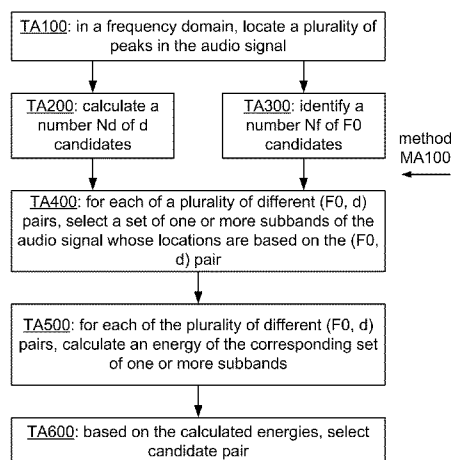 TA100: in a frequency domain, locate a plurality of
peaks in the audio signal
TA200: calculate a
number Nd of d
candidates
TA300: identify a
number Nf of F0
candidates
method
MA100
TA400: for each of a plurality of different (F0, d)
pairs, select a set of one or more subbands of the
audio signal whose locations are based on the (F0,
d) pair
TA500: for each of the plurality of different (F0, d)
pairs, calculate an energy of the corresponding set
of one or more subbands
TA600: based on the calculated energies, select
candidate pair